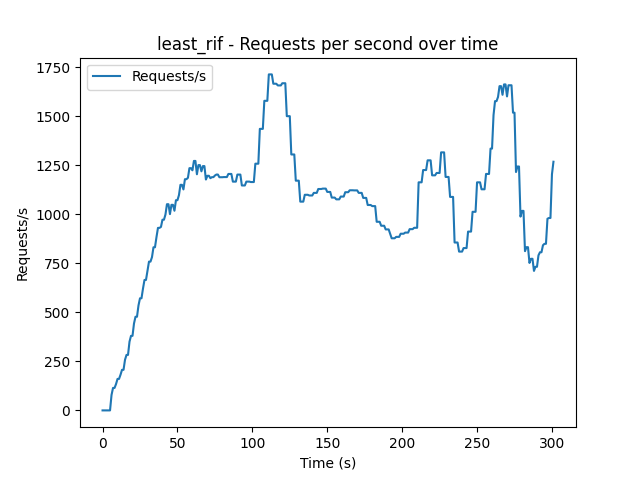 least_rif - Requests per second over time
Requests/s
1750
1500
1250
1000
750
500
250
0
Requests/s
0 50 100 150 200 250 300
Time (s)